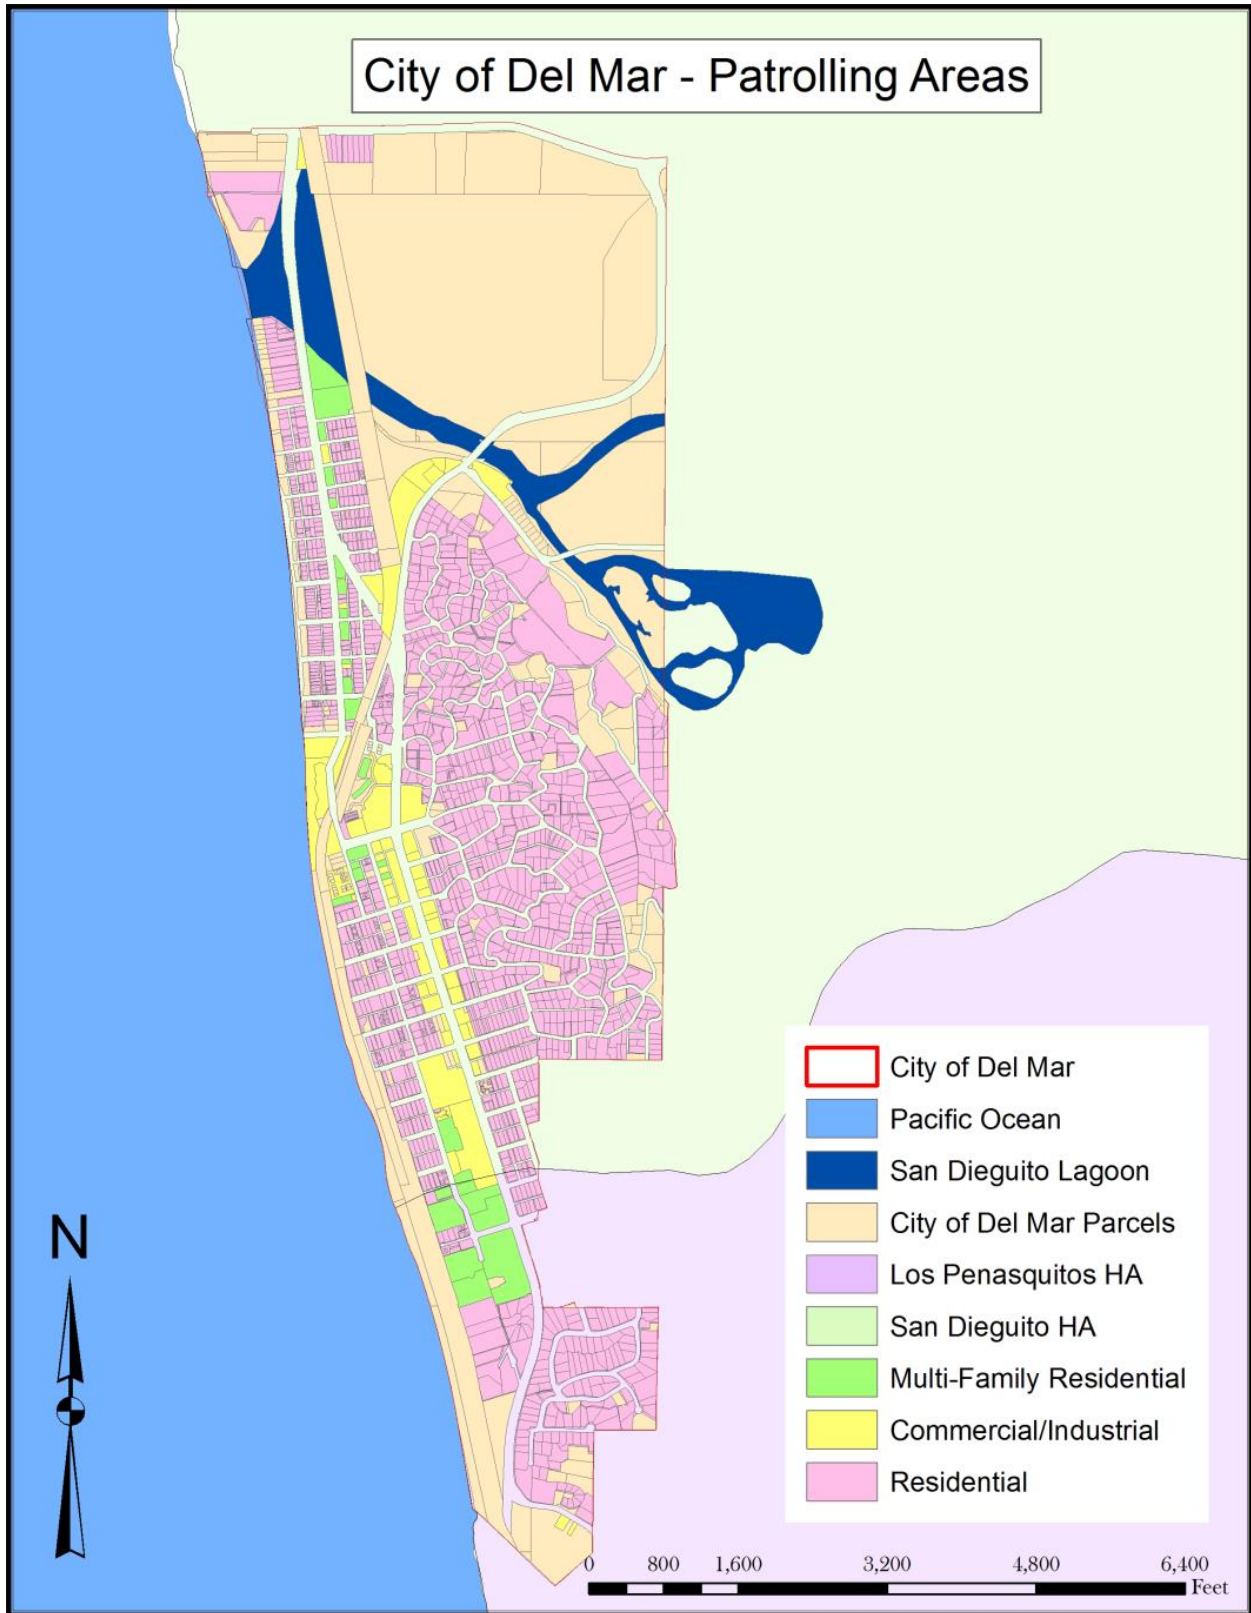 City of Del Mar - Patrolling Areas
City of Del Mar
Pacific Ocean
San Dieguito Lagoon
City of Del Mar Parcels
Los Penasquitos HA
San Dieguito HA
Multi-Family Residential
Commercial/Industrial
Residential
N
0 800 1,600 3,200 4,800 6,400
Feet